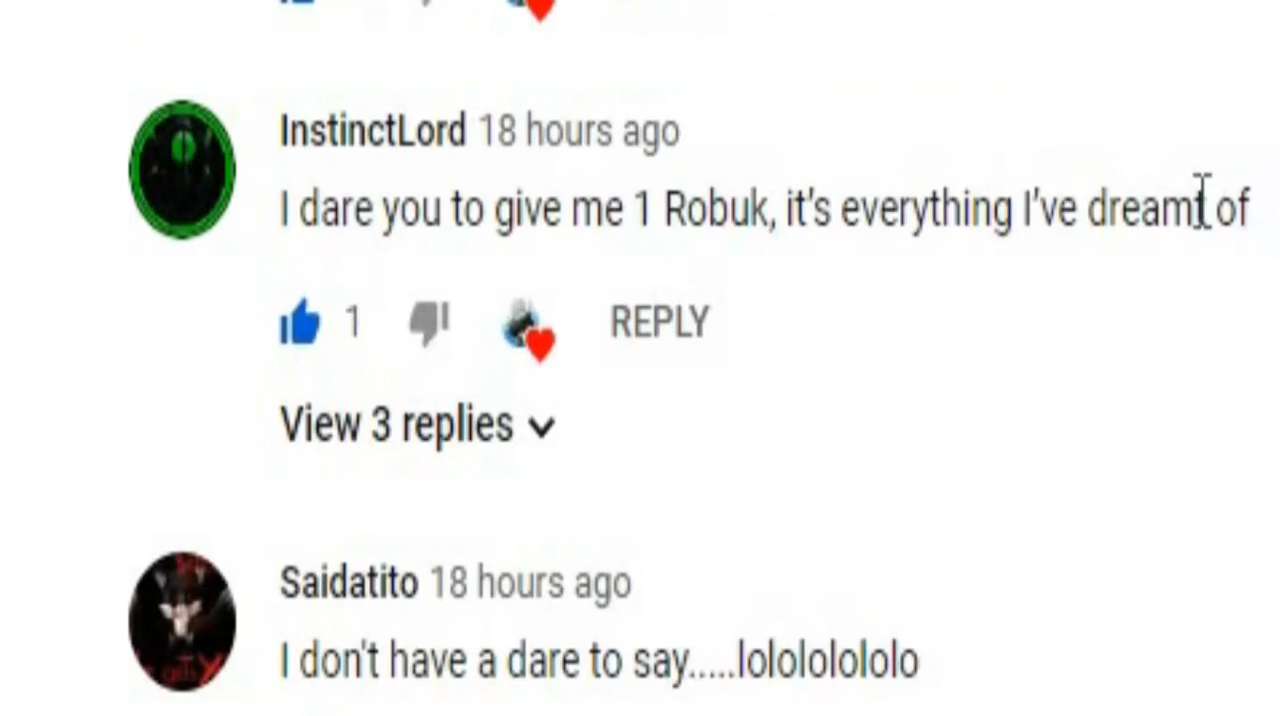 InstinctLord 18 hours ago
I dare you to give me 1 Robuk, it's everything I've dreamt of
1 REPLY
View 3 replies
Saidatito 18 hours ago
I don't have a dare to say.....lolololololo